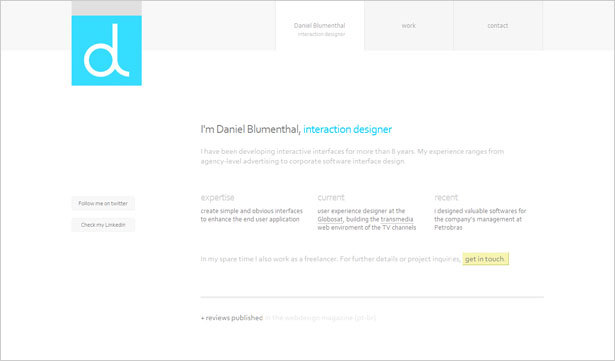 d
Daniel Blumenthal
interaction designer
work
contact
I'm Daniel Blumenthal, interaction designer
I have been developing interactive interfaces for more than 8 years. My experience ranges from
agency-level advertising to corporate software interface design
Follow me on twitter
Check my Linkedin
expertise
create simple and obvious interfaces
to enhance the end user application
current
user experience designer at the
Globosat, building the transmedia
web enviroment of the TV channels
recent
I designed valuable softwares for
the company's management at
Petrobras
In my spare time I also work as a freelancer. For further details or project inquiries, get in touch.
+ reviews published in the webdesign magazine (pt-br)